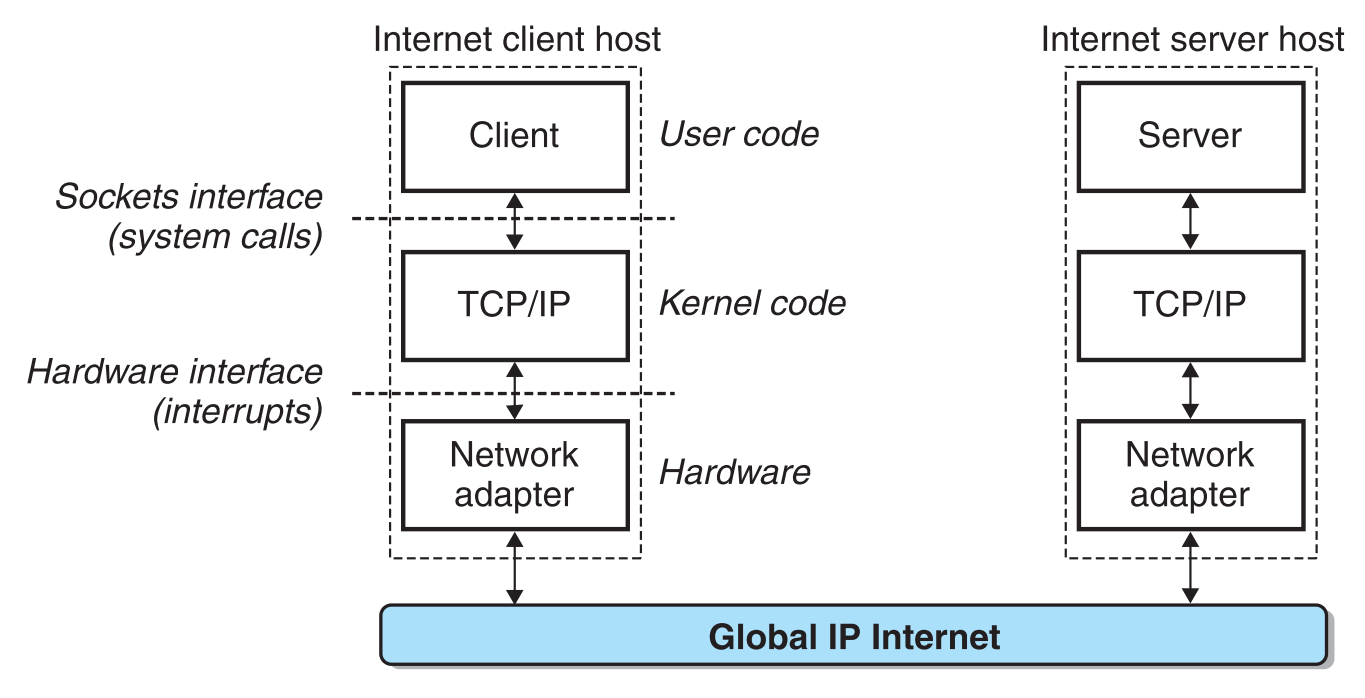 Internet client host
Internet server host
Client
User code
Server
Sockets interface
(system calls)
TCP/IP
Kernel code
TCP/IP
Hardware interface
(interrupts)
Network
adapter
Hardware
Network
adapter
Global IP Internet